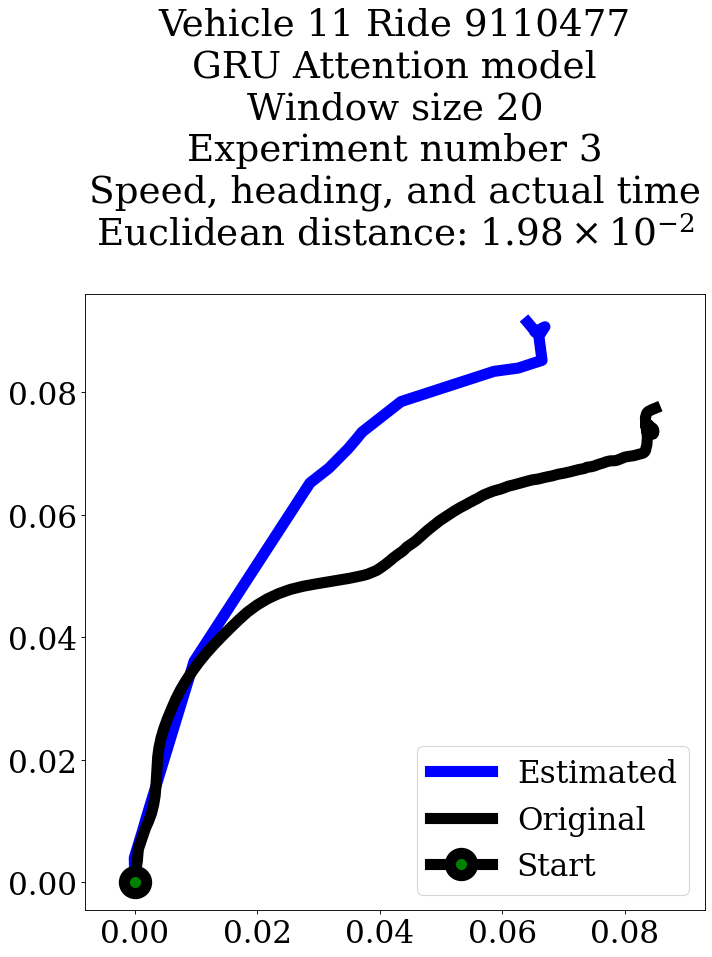 Vehicle 11 Ride 9110477
GRU Attention model
Window size 20
Experiment number 3
Speed, heading, and actual time
Euclidean distance: 1.98 × 10⁻²
0.08
0.06
0.04
0.02
0.00
Estimated
Original
Start
0.00 0.02 0.04 0.06 0.08